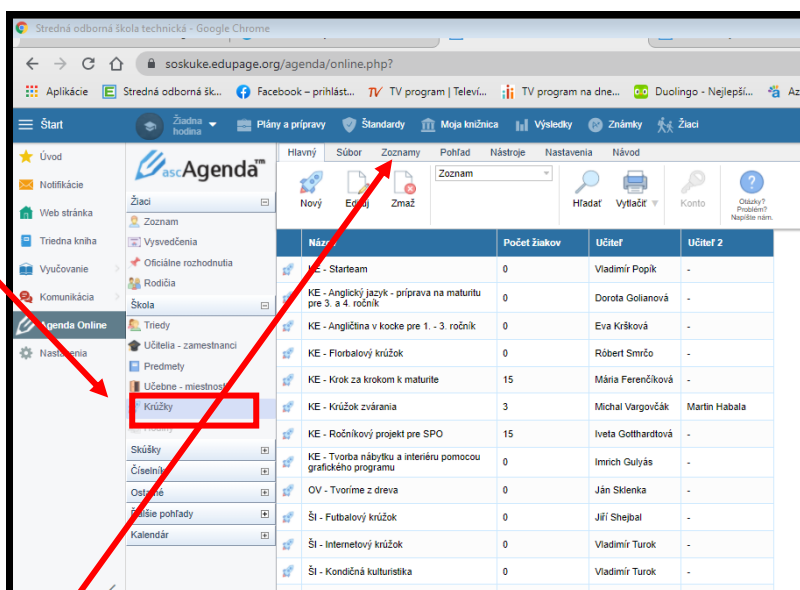 Stredná odborná škola technická - Google Chrome
soskuke.edupage.org/agenda/online.php?
Aplikácie Stredná odborná šk... Facebook – prihlást... TV program | Televí... TV program na dne... Duolingo - Nejlepší... Az
Štart Žiadna hodina Plány a prípravy Štandardy Moja knižnica Výsledky Známky Žiaci
Úvod
Notifikácie
Web stránka
Triedna kniha
Vyučovanie
Komunikácia
Agenda Online
Nastavenia
ascAgenda™
Žiaci
Zoznam
Vysvedčenia
Oficiálne rozhodnutia
Rodičia
Škola
Triedy
Učitelia - zamestnanci
Predmety
Učebne - miestnosti
Krúžky
Skúšky
Číselníky
Ostatné
Ďalšie pohľady
Kalendár
Hlavný Súbor Zoznamy Pohľad Nástroje Nastavenia Návod
Nový Edituj Zmaž Zoznam Hľadať Vytlačiť Konto Otázky? Problém? Napíšte nám.
Názov Počet žiakov Učiteľ Učiteľ 2
KE - Starteam 0 Vladimír Popík -
KE - Anglický jazyk - príprava na maturitu
pre 3. a 4. ročník 0 Dorota Golianová -
KE - Angličtina v kocke pre 1. - 3. ročník 0 Eva Kršková -
KE - Florbalový krúžok 0 Róbert Smrčo -
KE - Krok za krokom k maturite 15 Mária Ferenčíková -
KE - Krúžok zvárania 3 Michal Vargovčák Martin Habala
KE - Ročníkový projekt pre SPO 15 Iveta Gotthardtová -
KE - Tvorba nábytku a interiéru pomocou
grafického programu 0 Imrich Gulyás -
OV - Tvoríme z dreva 0 Ján Sklenka -
ŠI - Futbalový krúžok 0 Jiří Shejbal -
ŠI - Internetový krúžok 0 Vladimír Turok -
ŠI - Kondičná kulturistika 0 Vladimír Turok -